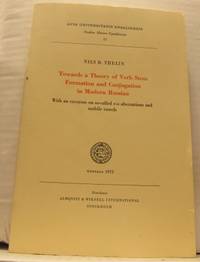 ACTA UNIVERSITATIS UPSALIENSIS
Studia Slavica Upsaliensia
NILS B. THELIN
Towards a Theory of Verb Stem
Formation and Conjugation
in Modern Russian
With an excursus on so-called
alternations and
mobile vowels
UPPSALA 1975
Distributor:
ALMQVIST & WIKSELL INTERNATIONAL
STOCKHOLM